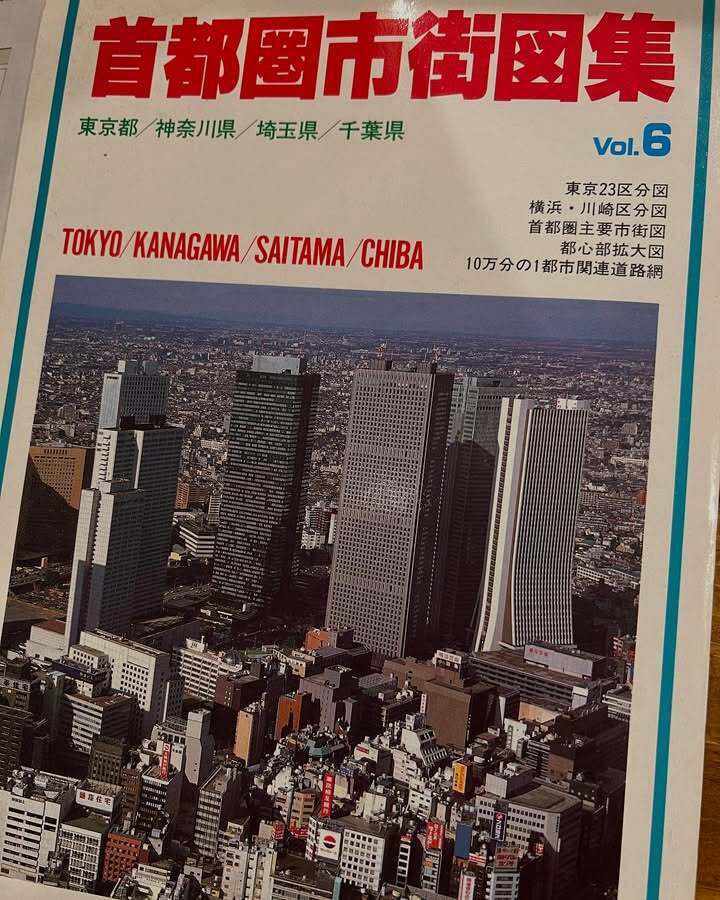 首都圏市街図集
東京都／神奈川県／埼玉県／千葉県
Vol.6
東京23区分図
横浜・川崎区分図
首都圏主要市街図
都心部拡大図
10万分の1都市関連道路網
TOKYO/KANAGAWA/SAITAMA/CHIBA